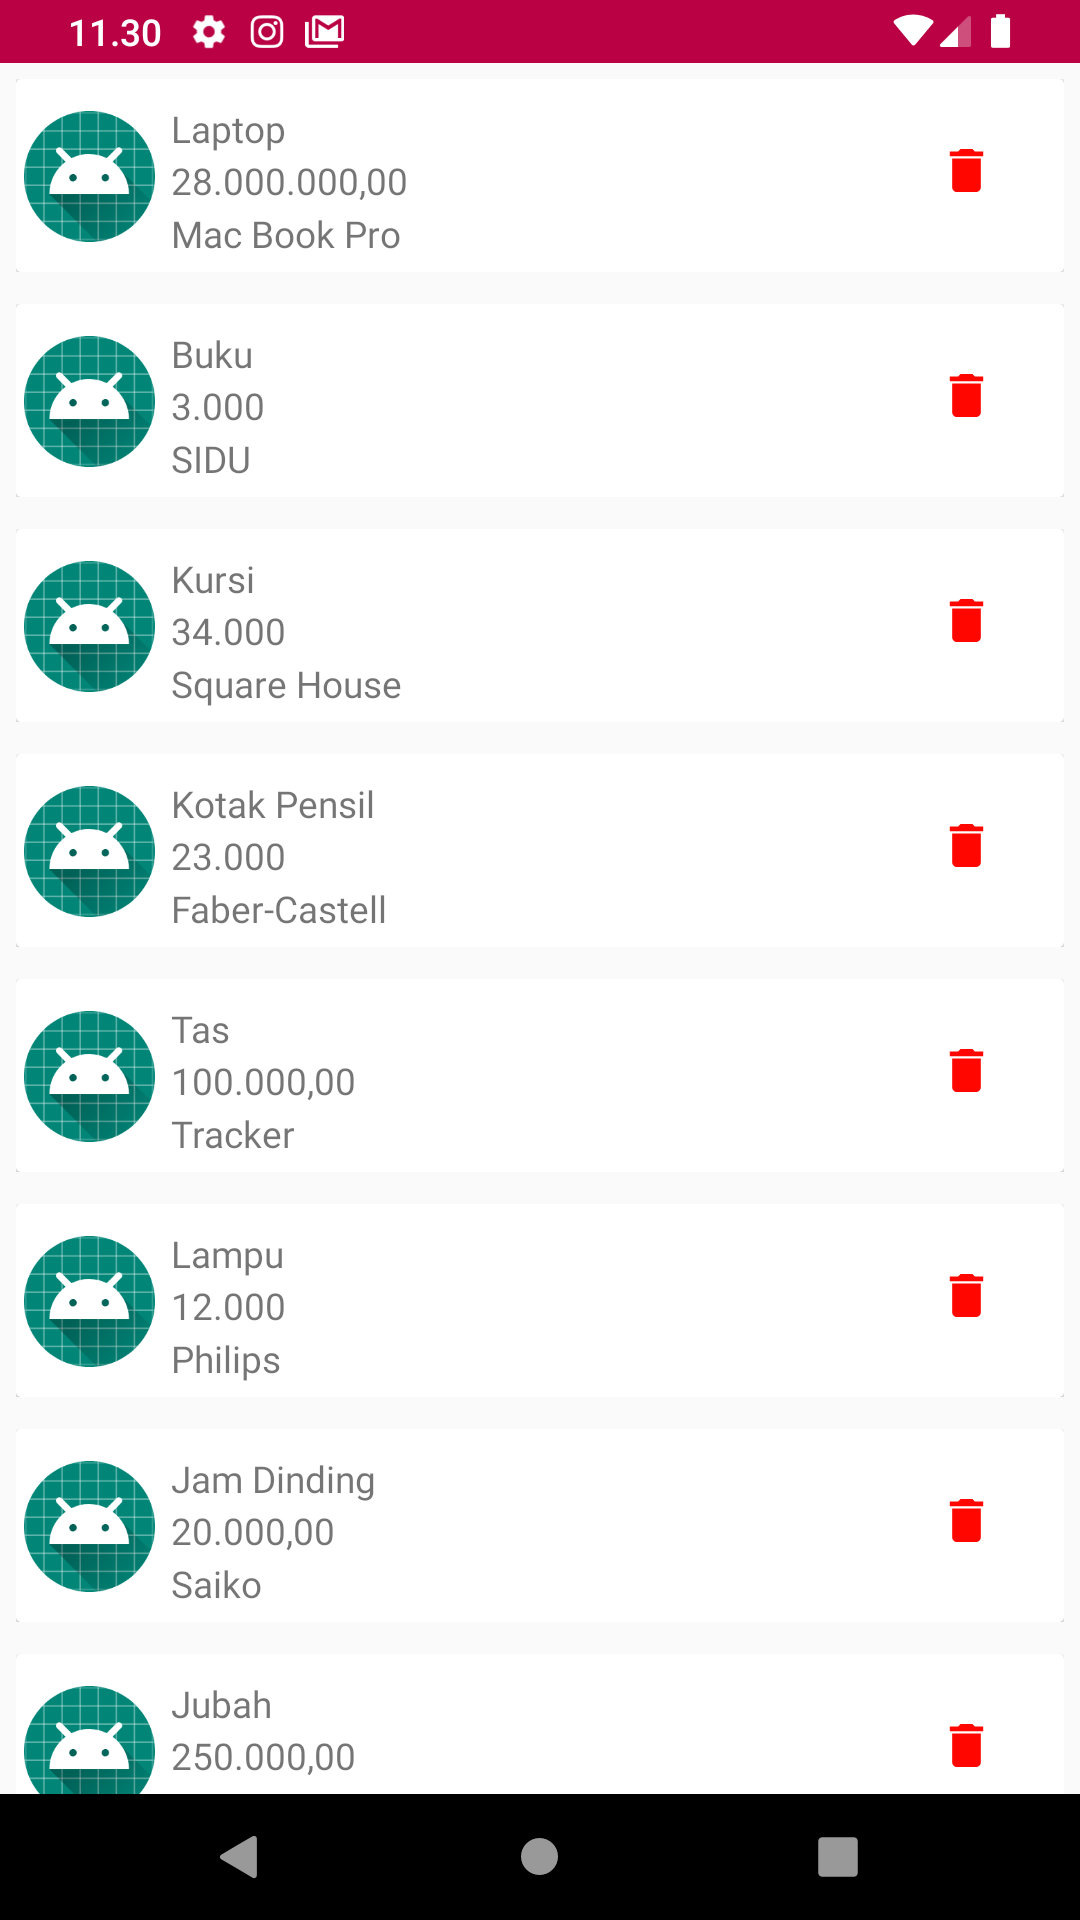 11.30
Laptop
28.000.000,00
Mac Book Pro
Buku
3.000
SIDU
Kursi
34.000
Square House
Kotak Pensil
23.000
Faber-Castell
Tas
100.000,00
Tracker
Lampu
12.000
Philips
Jam Dinding
20.000,00
Saiko
Jubah
250.000,00